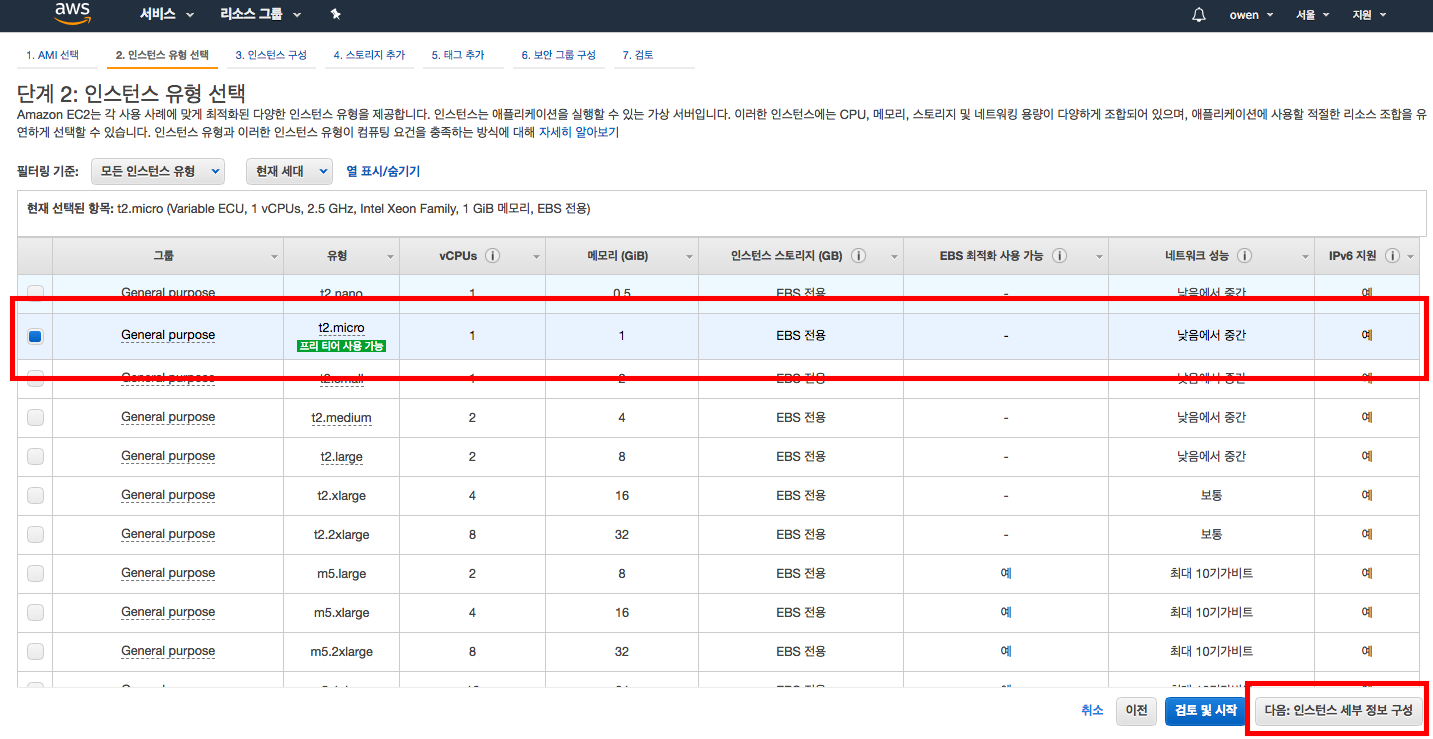 aws 서비스 리소스 그룹 owen 서울 지원
1. AMI 선택 2. 인스턴스 유형 선택 3. 인스턴스 구성 4. 스토리지 추가 5. 태그 추가 6. 보안 그룹 구성 7. 검토
단계 2: 인스턴스 유형 선택
Amazon EC2는 각 사용 사례에 맞게 최적화된 다양한 인스턴스 유형을 제공합니다. 인스턴스는 애플리케이션을 실행할 수 있는 가상 서버입니다. 이러한 인스턴스에는 CPU, 메모리, 스토리지 및 네트워킹 용량이 다양하게 조합되어 있으며, 애플리케이션에 사용할 적절한 리소스 조합을 유
연하게 선택할 수 있습니다. 인스턴스 유형과 이러한 인스턴스 유형이 컴퓨팅 요건을 충족하는 방식에 대해 자세히 알아보기
필터링 기준: 모든 인스턴스 유형 현재 세대 열 표시/숨기기
현재 선택된 항목: t2.micro (Variable ECU, 1 vCPUs, 2.5 GHz, Intel Xeon Family, 1 GiB 메모리, EBS 전용)
그룹 유형 vCPUs 메모리 (GiB) 인스턴스 스토리지 (GB) EBS 최적화 사용 가능 네트워크 성능 IPv6 지원
General purpose t2.nano 1 0.5 EBS 전용 - 낮음에서 중간 예
General purpose t2.micro 1 1 EBS 전용 - 낮음에서 중간 예
프리 티어 사용 가능
General purpose t2.small 1 2 EBS 전용 - 낮음에서 중간 예
General purpose t2.medium 2 4 EBS 전용 - 낮음에서 중간 예
General purpose t2.large 2 8 EBS 전용 - 낮음에서 중간 예
General purpose t2.xlarge 4 16 EBS 전용 - 보통 예
General purpose t2.2xlarge 8 32 EBS 전용 - 보통 예
General purpose m5.large 2 8 EBS 전용 예 최대 10기가비트 예
General purpose m5.xlarge 4 16 EBS 전용 예 최대 10기가비트 예
General purpose m5.2xlarge 8 32 EBS 전용 예 최대 10기가비트 예
취소 이전 검토 및 시작 다음: 인스턴스 세부 정보 구성